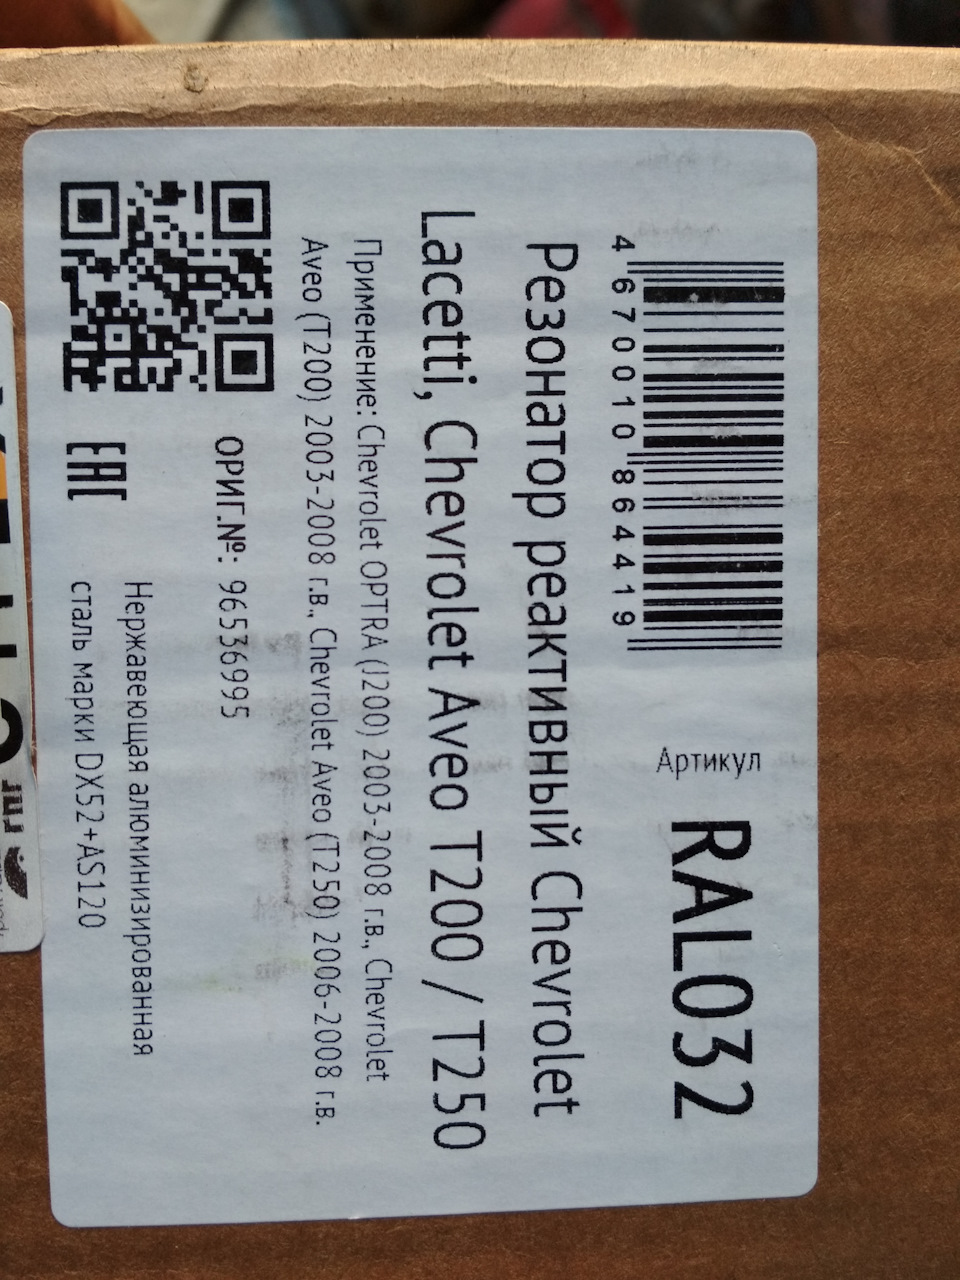 4 670010 864419
Артикул
RAL032
Резонатор реактивный Chevrolet
Lacetti, Chevrolet Aveo T200 / T250
Применение: Chevrolet OPTRA (J200) 2003-2008 г.в., Chevrolet
Aveo (T200) 2003-2008 г.в., Chevrolet Aveo (T250) 2006-2008 г.в.
ОРИГ.№: 96536995
EAC
Нержавеющая алюминизированная
сталь марки DX52+AS120